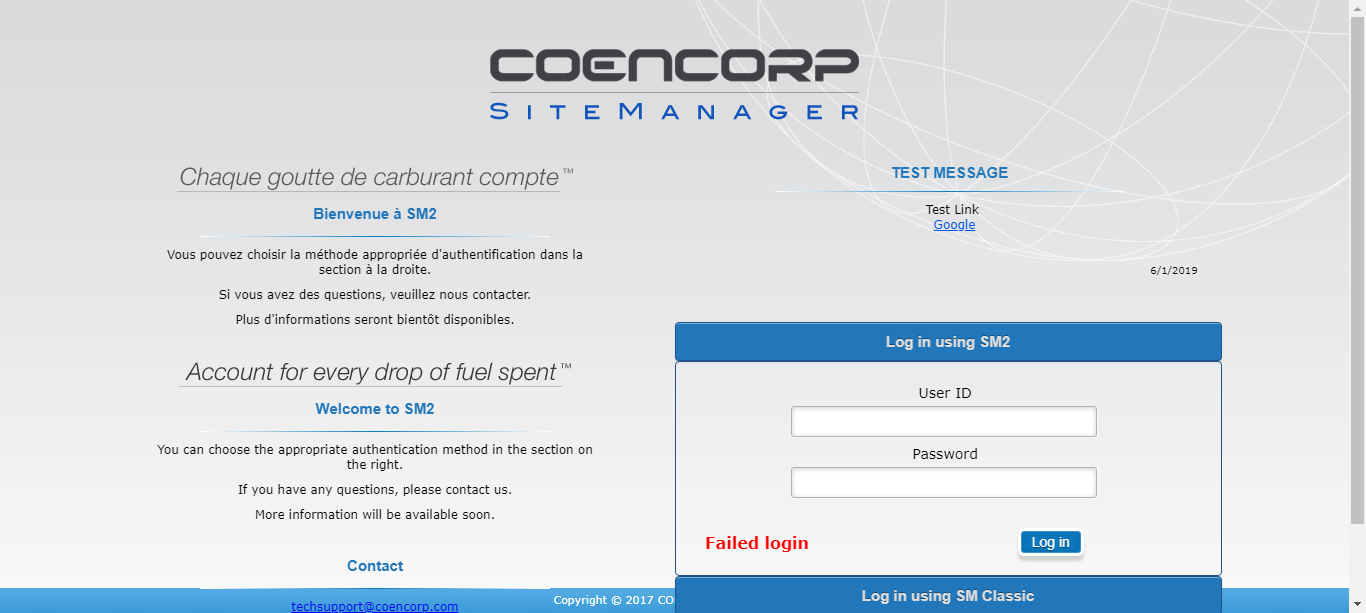 COENCORP
SITEMANAGER
Chaque goutte de carburant compte™
Bienvenue à SM2
Vous pouvez choisir la méthode appropriée d'authentification dans la
section à la droite.
Si vous avez des questions, veuillez nous contacter.
Plus d'informations seront bientôt disponibles.
Account for every drop of fuel spent™
Welcome to SM2
You can choose the appropriate authentication method in the section on
the right.
If you have any questions, please contact us.
More information will be available soon.
Contact
techsupport@coencorp.com
TEST MESSAGE
Test Link
Google
6/1/2019
Log in using SM2
User ID
Password
Failed login
Log in
Log in using SM Classic
Copyright © 2017 CO